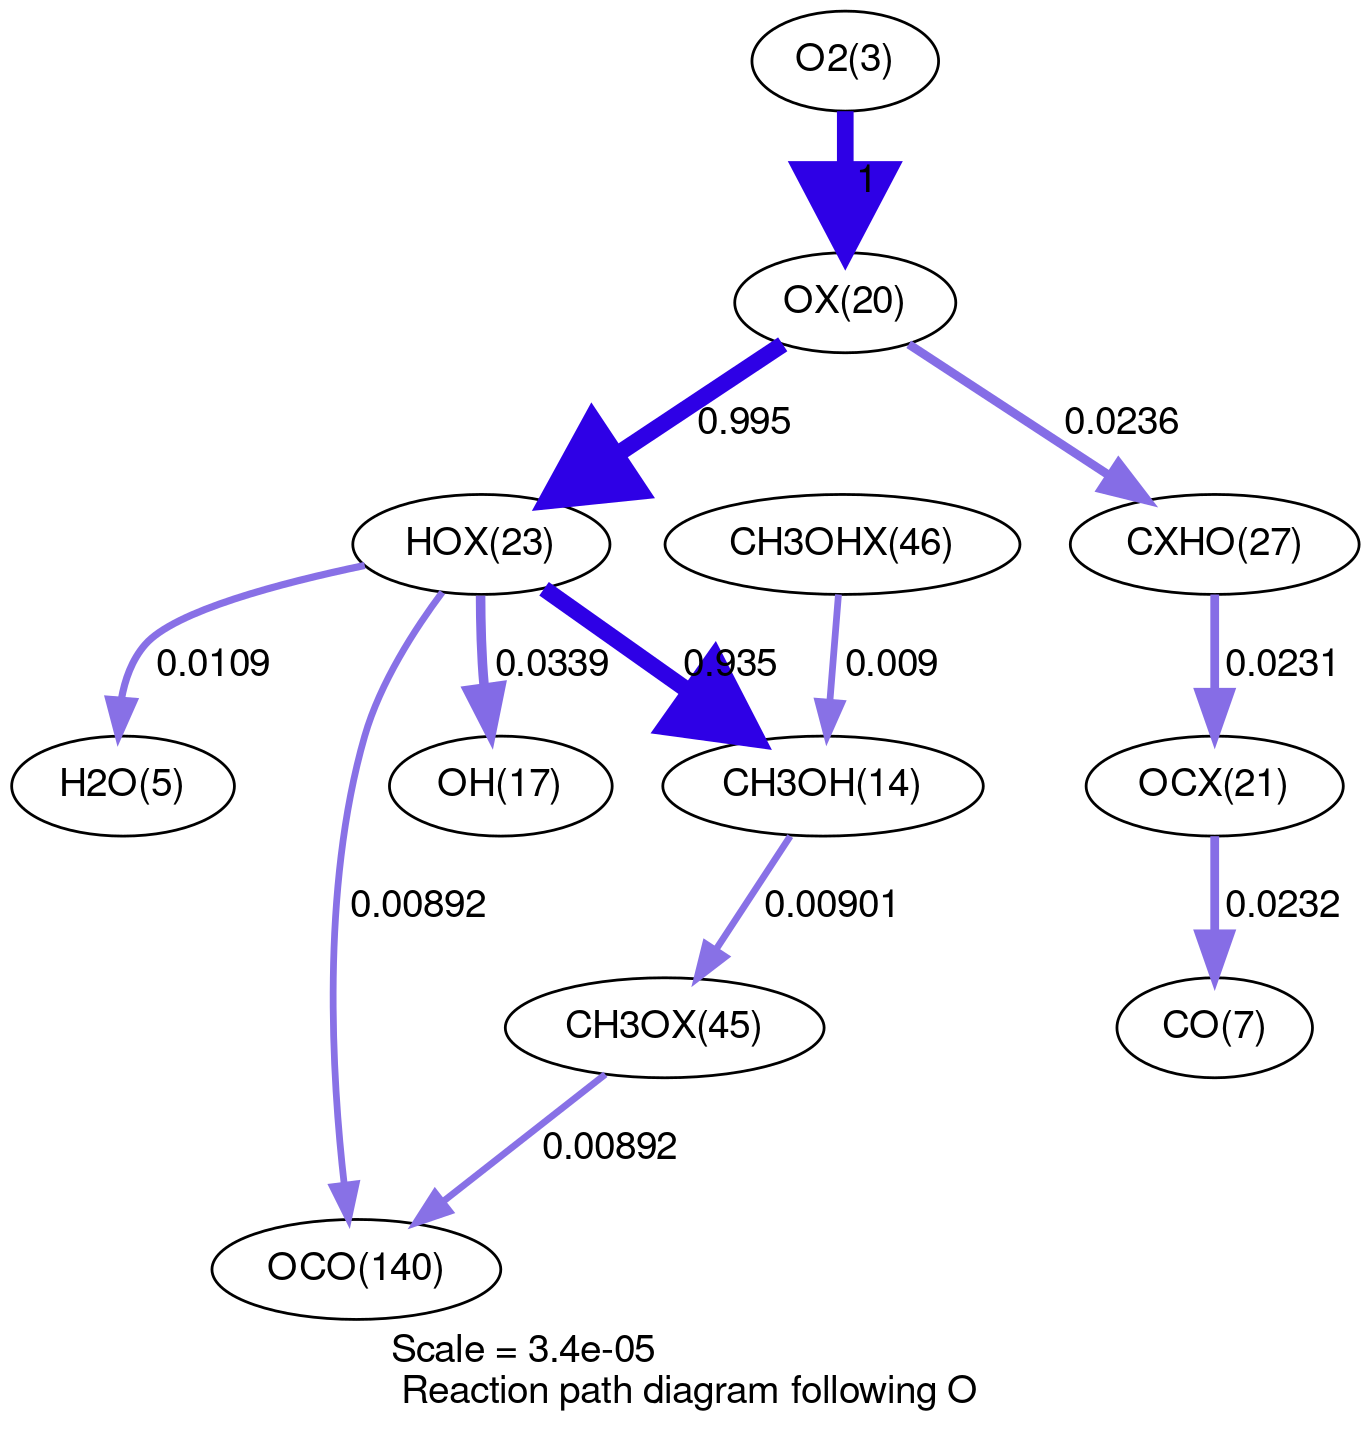 O2(3)
1
OX(20)
0.995
0.0236
HOX(23)
CH3OHX(46)
CXHO(27)
0.0109
0.0339
0.935
0.009
0.0231
H2O(5)
OH(17)
CH3OH(14)
OCX(21)
0.00892
0.00901
0.0232
CH3OX(45)
CO(7)
0.00892
OCO(140)
Scale = 3.4e-05
Reaction path diagram following O